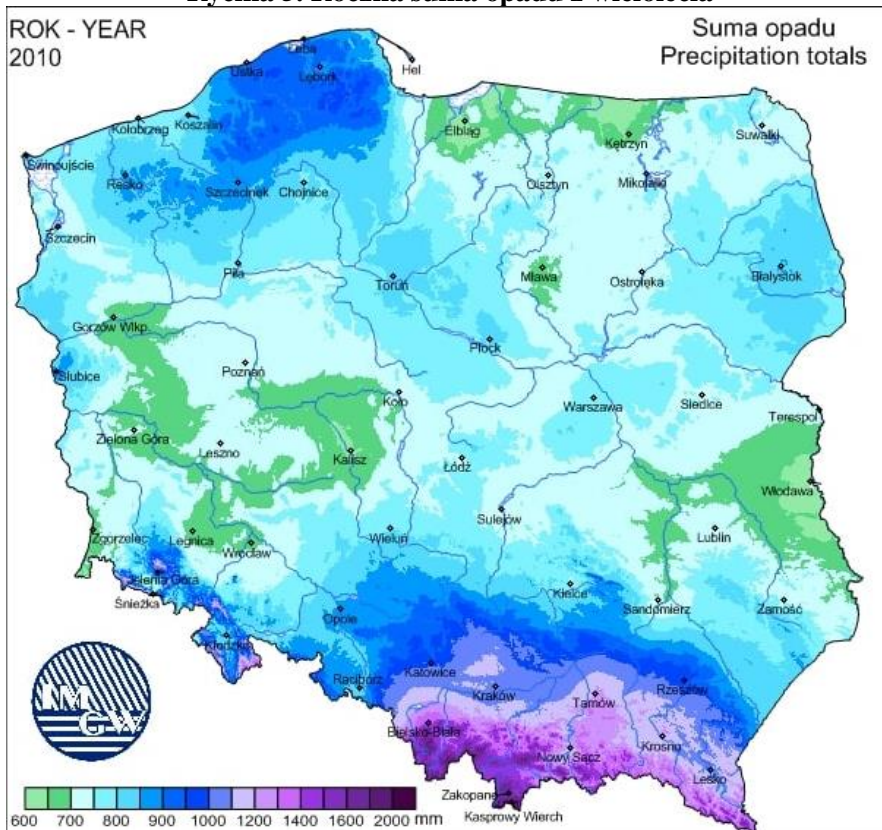 ROK - YEAR
2010
Suma opadu
Precipitation totals
Łeba
Ustka
Lębork
Hel
Kołobrzeg
Koszalin
Elbląg
Kętrzyn
Suwałki
Świnoujście
Resko
Szczecinek
Chojnice
Olsztyn
Mikołajki
Szczecin
Piła
Toruń
Mława
Ostrołęka
Białystok
Gorzów Wlkp.
Płock
Słubice
Poznań
Koło
Warszawa
Siedlce
Terespol
Zielona Góra
Leszno
Kalisz
Łódź
Włodawa
Sulejów
Zgorzelec
Legnica
Wrocław
Wieluń
Lublin
Jelenia Góra
Śnieżka
Kielce
Sandomierz
Zamość
Opole
Kłodzko
Katowice
Racibórz
Kraków
Tarnów
Rzeszów
Bielsko-Biała
Nowy Sącz
Krosno
Lesko
Zakopane
Kasprowy Wierch
IM
GW
600 700 800 900 1000 1200 1400 1600 2000 mm